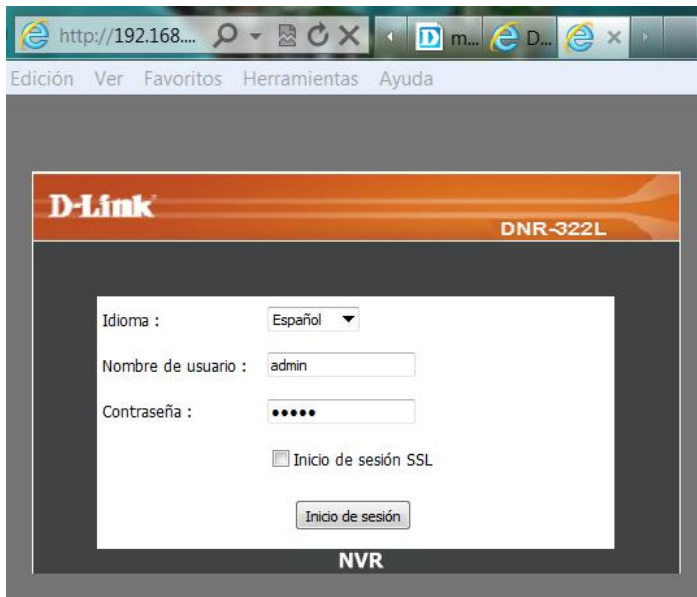 http://192.168....
m...
D...
Edición Ver Favoritos Herramientas Ayuda
D-Link
DNR-322L
Idioma : Español
Nombre de usuario : admin
Contraseña : •••••
Inicio de sesión SSL
Inicio de sesión
NVR